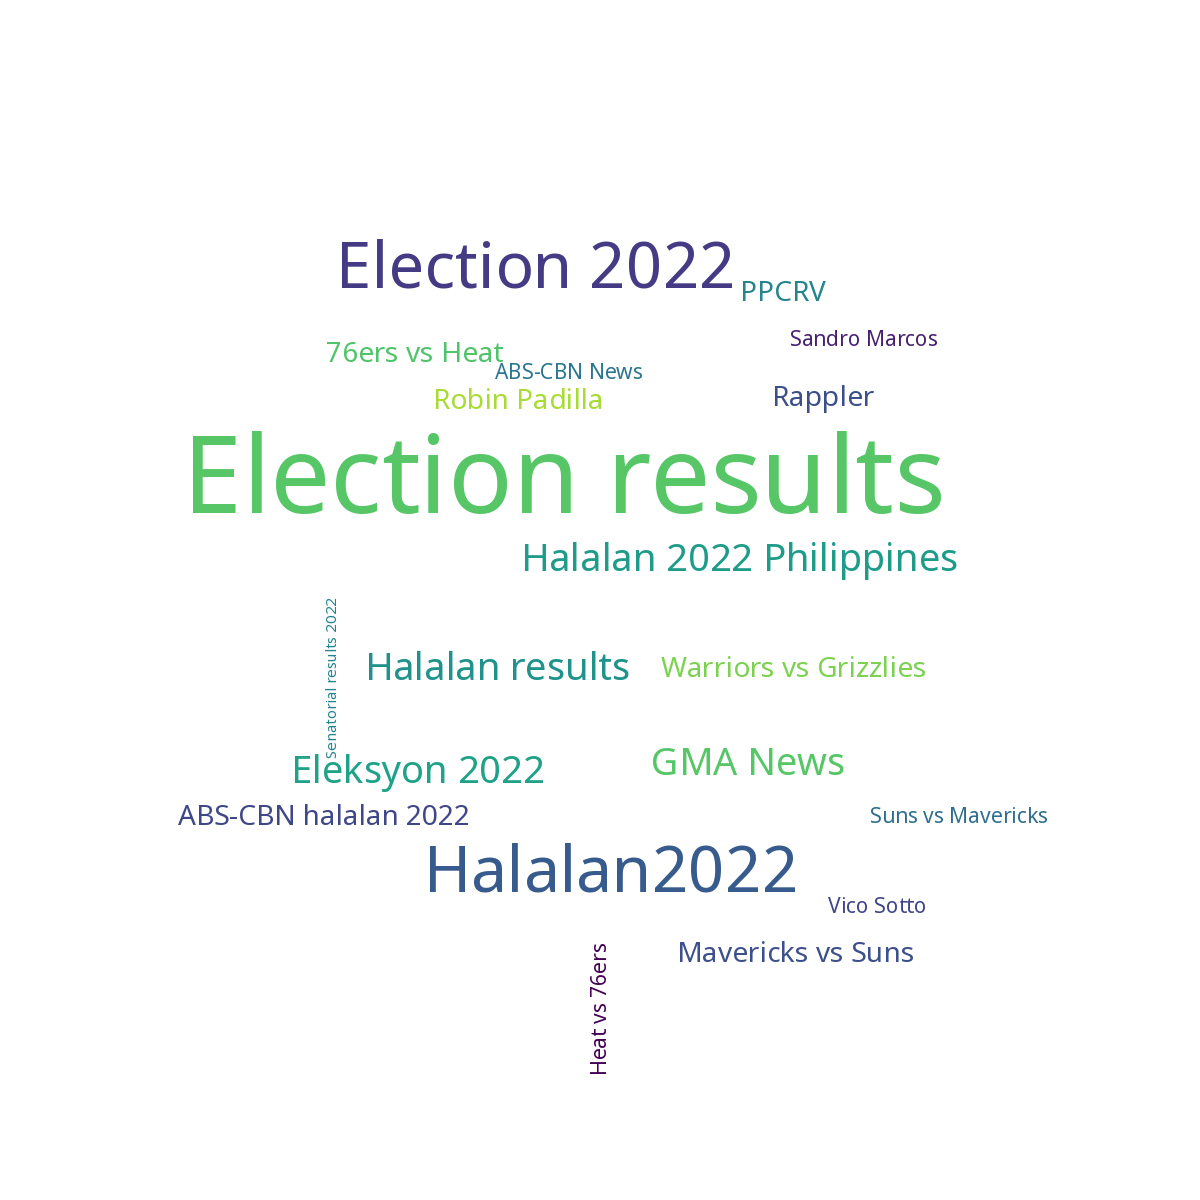 Election 2022
PPCRV
Sandro Marcos
76ers vs Heat
ABS-CBN News
Robin Padilla
Rappler
Election results
Halalan 2022 Philippines
Senatorial results 2022
Halalan results
Warriors vs Grizzlies
Eleksyon 2022
GMA News
ABS-CBN halalan 2022
Suns vs Mavericks
Halalan2022
Vico Sotto
Mavericks vs Suns
Heat vs 76ers